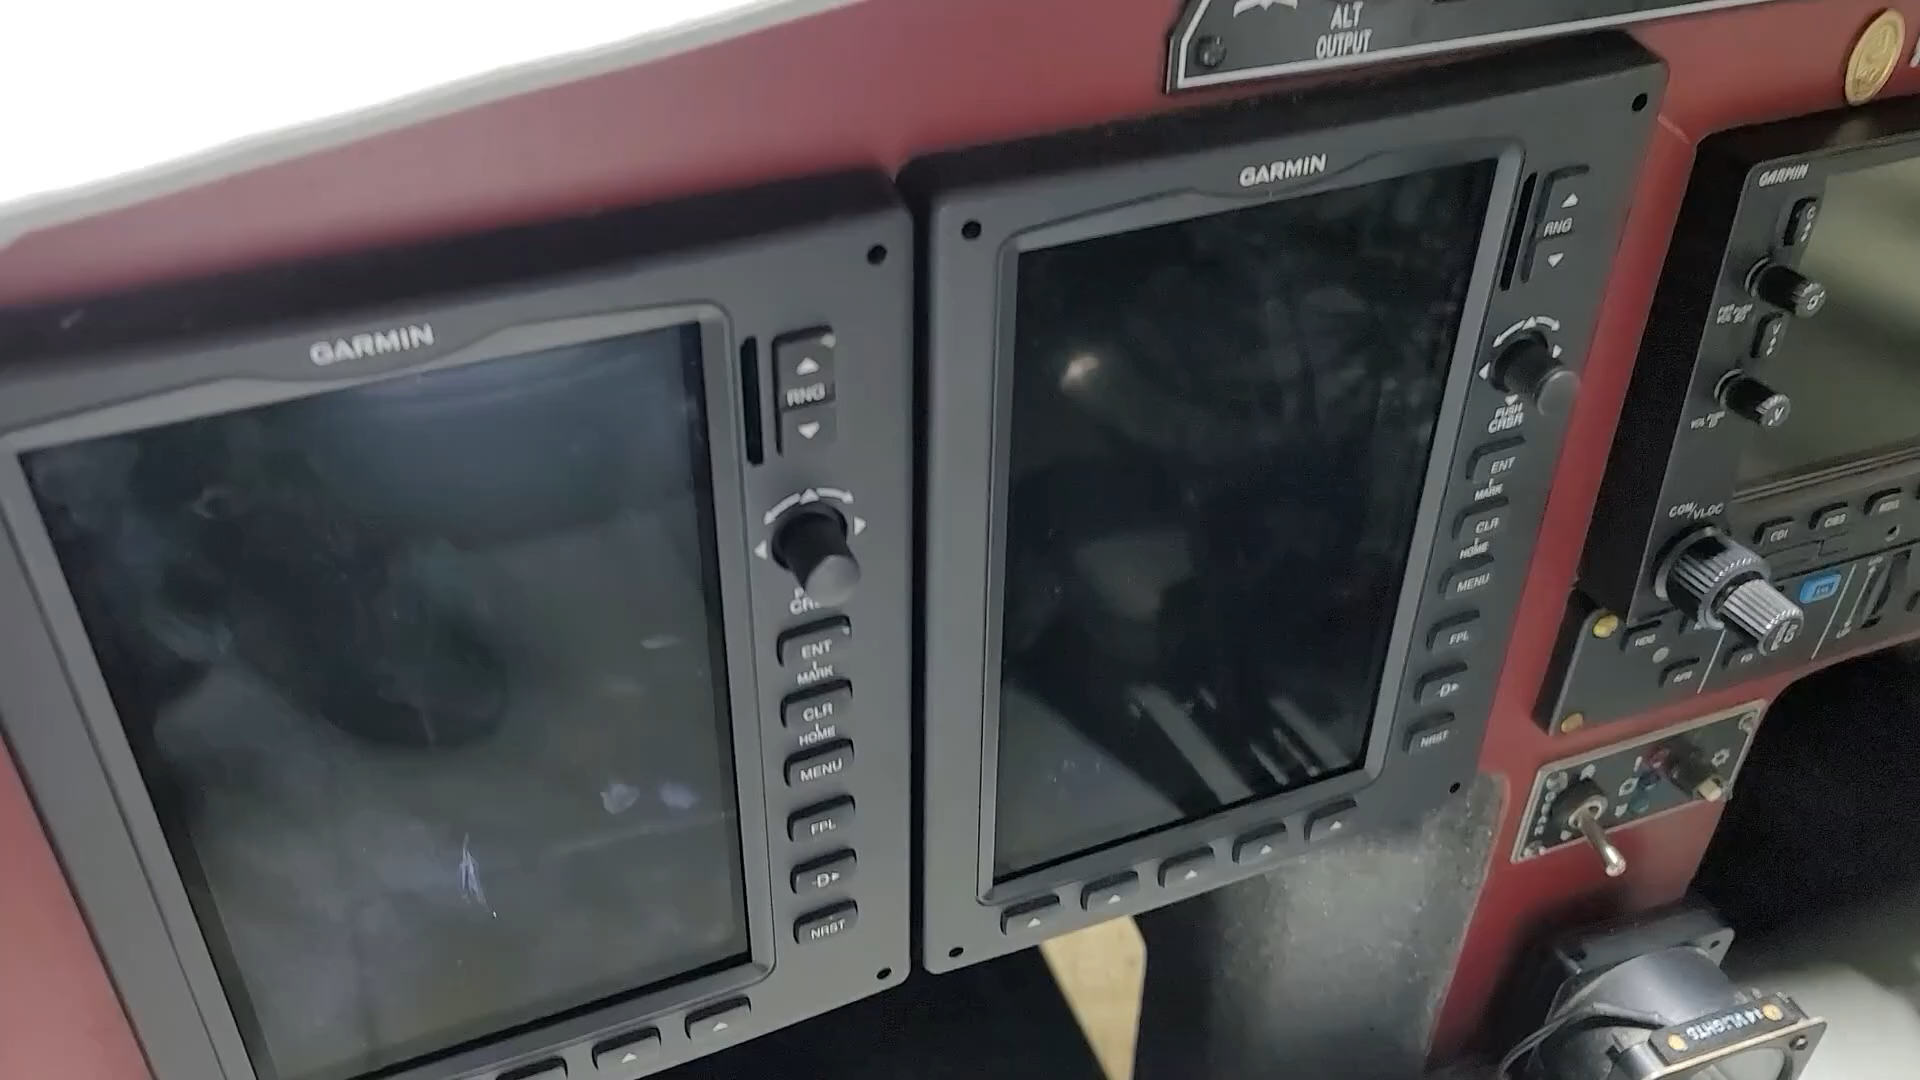 ALT
OUTPUT
GARMIN
RNG
ENT
MARK
CLR
HOME
MENU
FPL
D
NRST
GARMIN
RNG
PUSH
CRSR
ENT
MARK
CLR
HOME
MENU
FPL
D
NRST
GARMIN
COM/VLOC
CDI
OBS